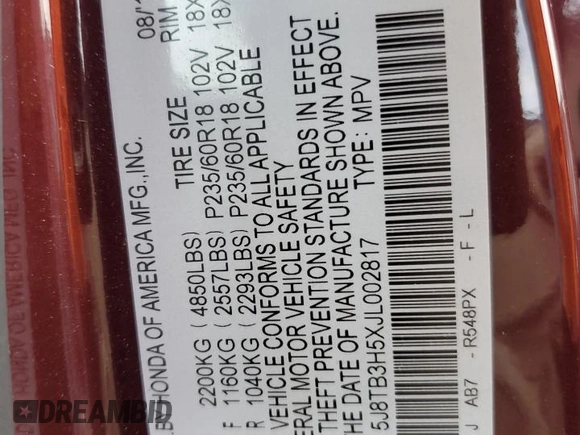 HONDA OF AMERICA MFG.,INC. 08/1
TIRE SIZE RIM
2200KG ( 4850LBS) P235/60R18 102V 18X
F 1160KG ( 2557LBS) P235/60R18 102V 18X
R 1040KG ( 2293LBS)
VEHICLE CONFORMS TO ALL APPLICABLE
ERAL MOTOR VEHICLE SAFETY
THEFT PREVENTION STANDARDS IN EFFECT
HE DATE OF MANUFACTURE SHOWN ABOVE.
5J8TB3H5XJL002817 TYPE: MPV
J AB7 - R548PX - F - L
DREAMBID